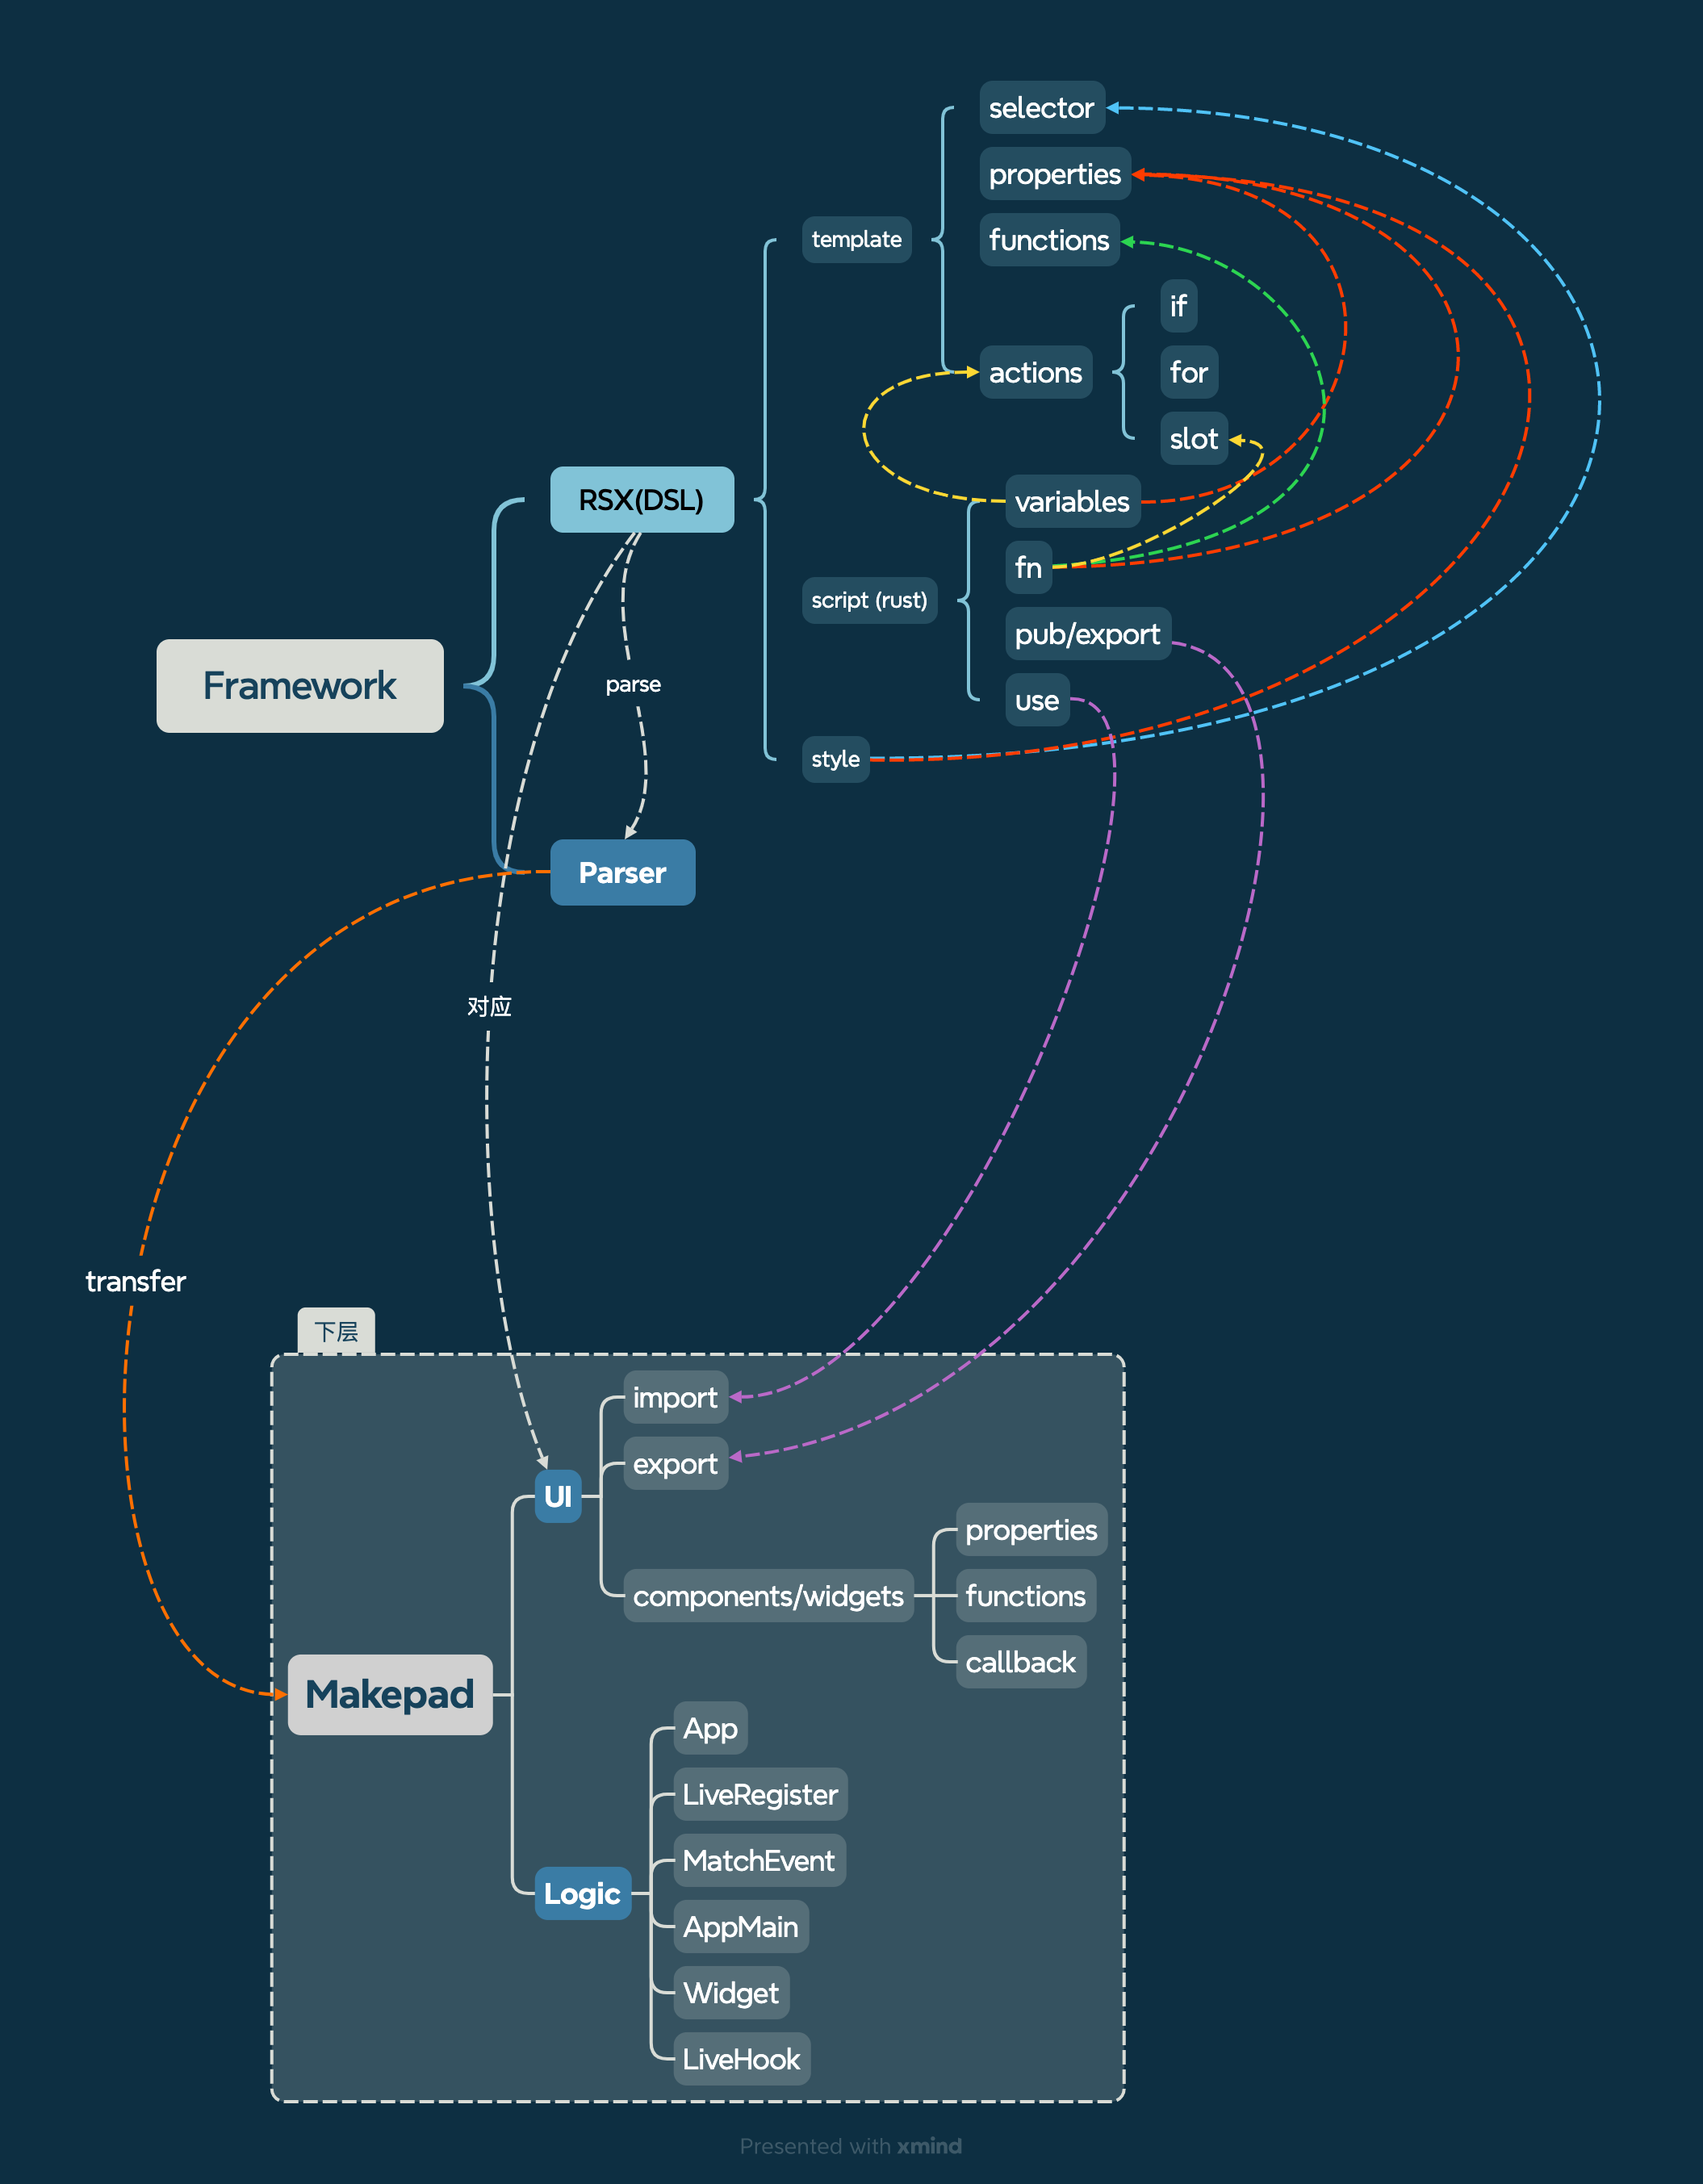 selector
properties
template
functions
if
actions
for
slot
RSX(DSL)
variables
fn
script (rust)
pub/export
Framework
parse
use
style
Parser
对应
transfer
下层
import
export
UI
properties
components/widgets
functions
callback
Makepad
App
LiveRegister
MatchEvent
Logic
AppMain
Widget
LiveHook
Presented with xmind